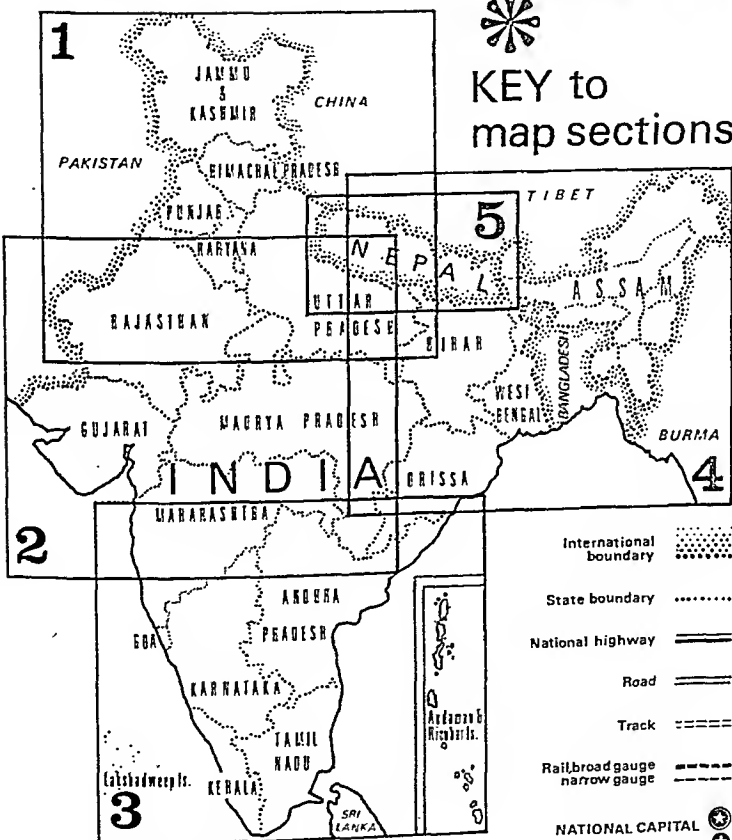 KEY to
map sections
1
JAMMU
&
KASHMIR
CHINA
PAKISTAN
HIMACHAL PRADESH
PUNJAB
HARYANA
TIBET
5
NEPAL
ASSAM
RAJASTHAN
UTTAR
PRADESH
BIHAR
WEST
BENGAL
BANGLADESH
GUJARAT
MADHYA PRADESH
BURMA
INDIA
ORISSA
4
MAHARASHTRA
2
ANDHRA
PRADESH
GOA
KARNATAKA
TAMIL
NADU
Lakshadweep Is.
KERALA
3
SRI
LANKA
Andaman &
Nicobar Is.
International
boundary
State boundary
National highway
Road
Track
Rail, broad gauge
narrow gauge
NATIONAL CAPITAL